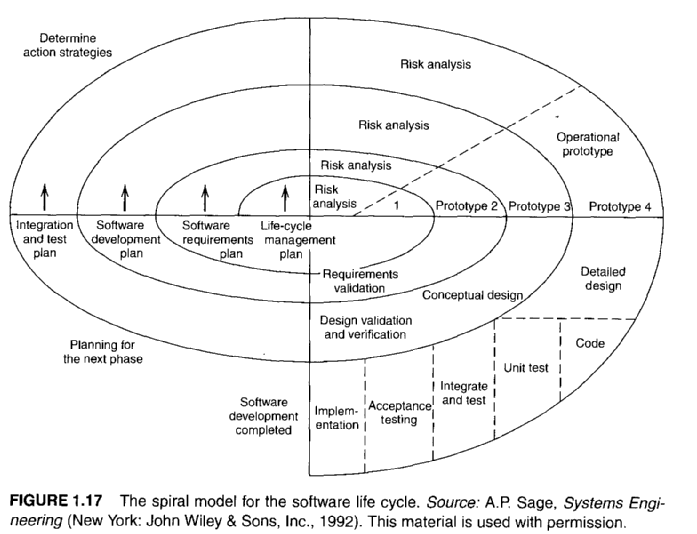 Determine
action strategies
Risk analysis
Risk analysis
Risk analysis
Risk
analysis
1
Operational
prototype
Prototype 2
Prototype 3
Prototype 4
Integration
and test
plan
Software
development
plan
Software
requirements
plan
Life-cycle
management
plan
Requirements
validation
Conceptual design
Detailed
design
Design validation
and verification
Planning for
the next phase
Code
Unit test
Integrate
and test
Acceptance
testing
Implem-
entation
Software
development
completed
FIGURE 1.17 The spiral model for the software life cycle. Source: A.P. Sage, Systems Engi-
neering (New York: John Wiley & Sons, Inc., 1992). This material is used with permission.